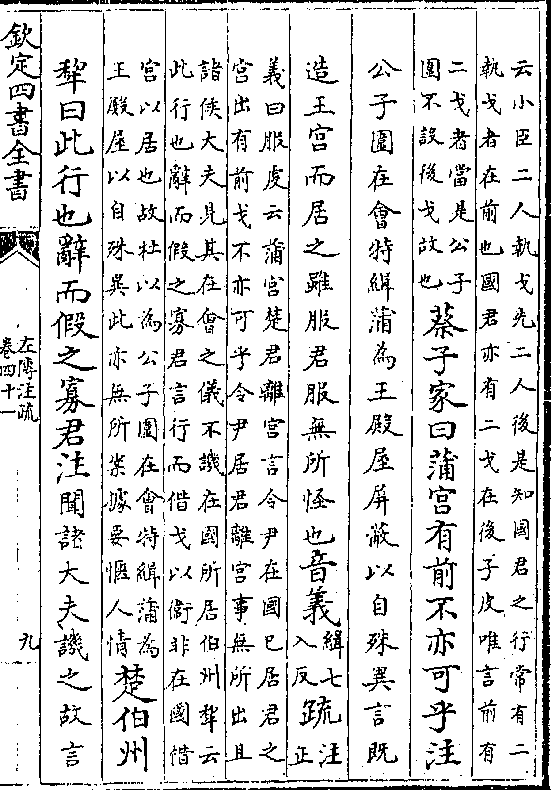 云小臣二人執戈先二人後是知國君之行常有二
執戈者在前也國君亦有二戈在後子皮唯言前有
二戈者當是公子
圍不設後戈故也
蔡子家曰蒲宮有前不亦可乎注
公子圍在會特緝蒲為王殿屋屏蔽以自殊異言既
造王宮而居之雖服君服無所怪也音義
緝七
入反
疏
注
正
義曰服虔云蒲宮楚君離宮言令尹在國已居君之
宮出有前戈不亦可乎令尹居君離宮事無所出且
諸侯大夫見其在會之儀不譏在國所居伯州犂云
此行也辭而假之寡君言行而借戈以衞非在國借
宮以居也故杜以為公子圍在會特緝蒲為
王殿屋以自殊異此亦無所案據要愜人情
楚伯州
犂曰此行也辭而假之寡君注聞諸大夫譏之故言
欽定四庫全書
左傳注疏
卷四十一
九